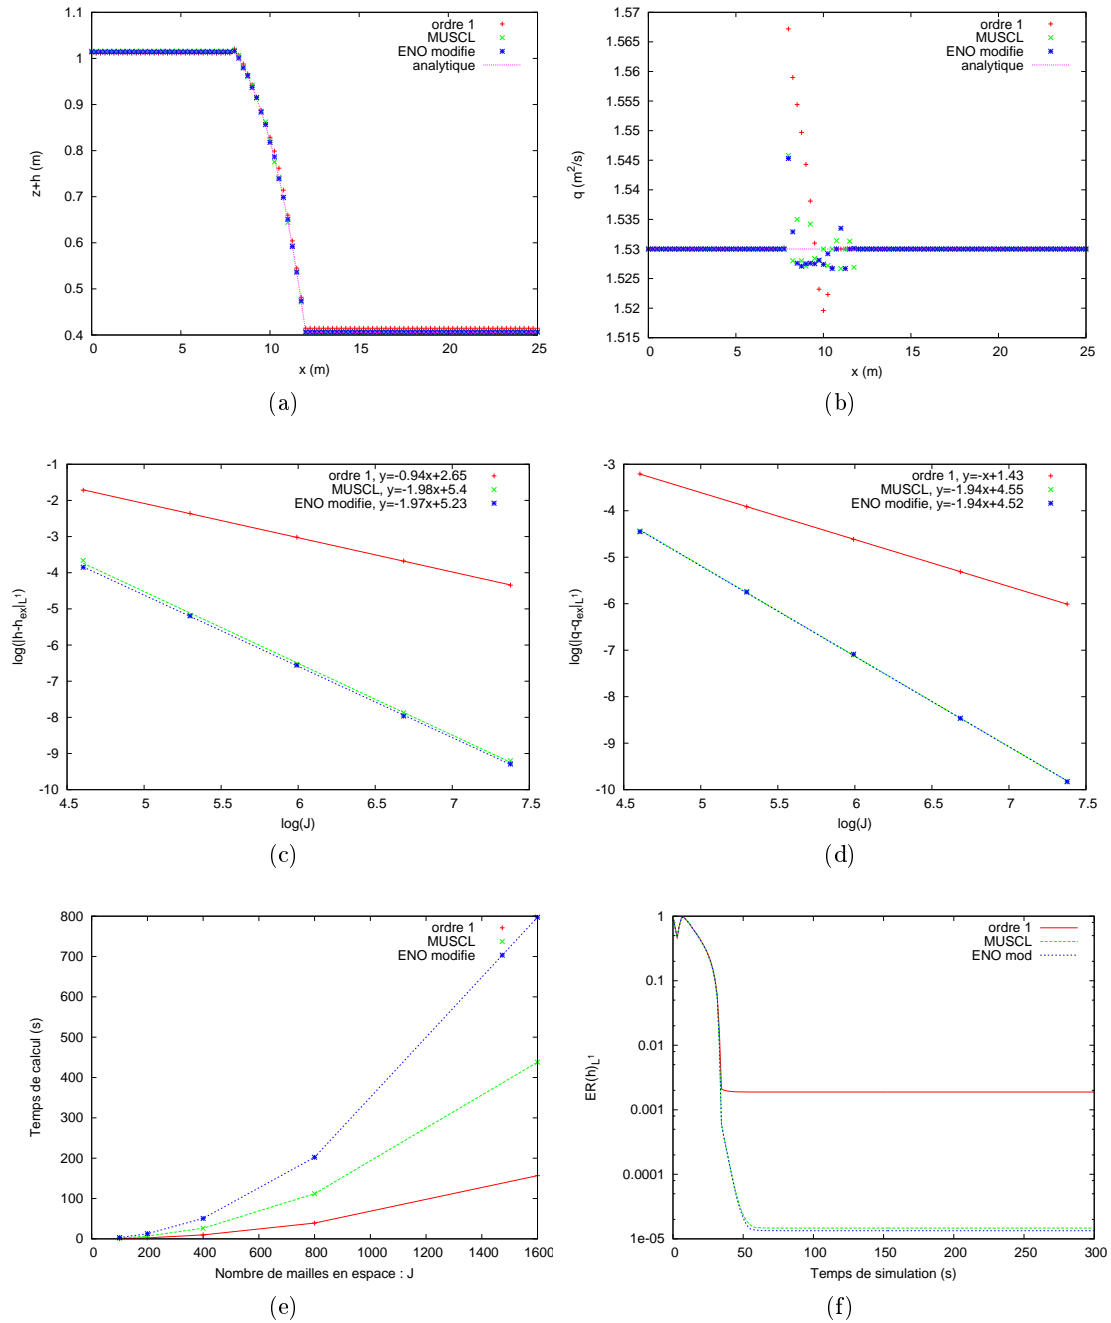 1.1
1
0.9
0.8
0.7
0.6
0.5
0.4
0 5 10 15 20 25
z+h (m)
x (m)
ordre 1
MUSCL
ENO modifie
analytique
(a)
1.57
1.565
1.56
1.555
1.55
1.545
1.54
1.535
1.53
1.525
1.52
1.515
0 5 10 15 20 25
q (m²/s)
x (m)
ordre 1
MUSCL
ENO modifie
analytique
(b)
-1
-2
-3
-4
-5
-6
-7
-8
-9
-10
4.5 5 5.5 6 6.5 7 7.5
log(|h-h_ex|_L¹)
log(J)
ordre 1, y=-0.94x+2.65
MUSCL, y=-1.98x+5.4
ENO modifie, y=-1.97x+5.23
(c)
-3
-4
-5
-6
-7
-8
-9
-10
4.5 5 5.5 6 6.5 7 7.5
log(|q-q_ex|_L¹)
log(J)
ordre 1, y=-x+1.43
MUSCL, y=-1.94x+4.55
ENO modifie, y=-1.94x+4.52
(d)
800
700
600
500
400
300
200
100
0
0 200 400 600 800 1000 1200 1400 1600
Temps de calcul (s)
Nombre de mailles en espace : J
ordre 1
MUSCL
ENO modifie
(e)
1
0.1
0.01
0.001
0.0001
1e-05
0 50 100 150 200 250 300
ER(h)_L¹
Temps de simulation (s)
ordre 1
MUSCL
ENO mod
(f)